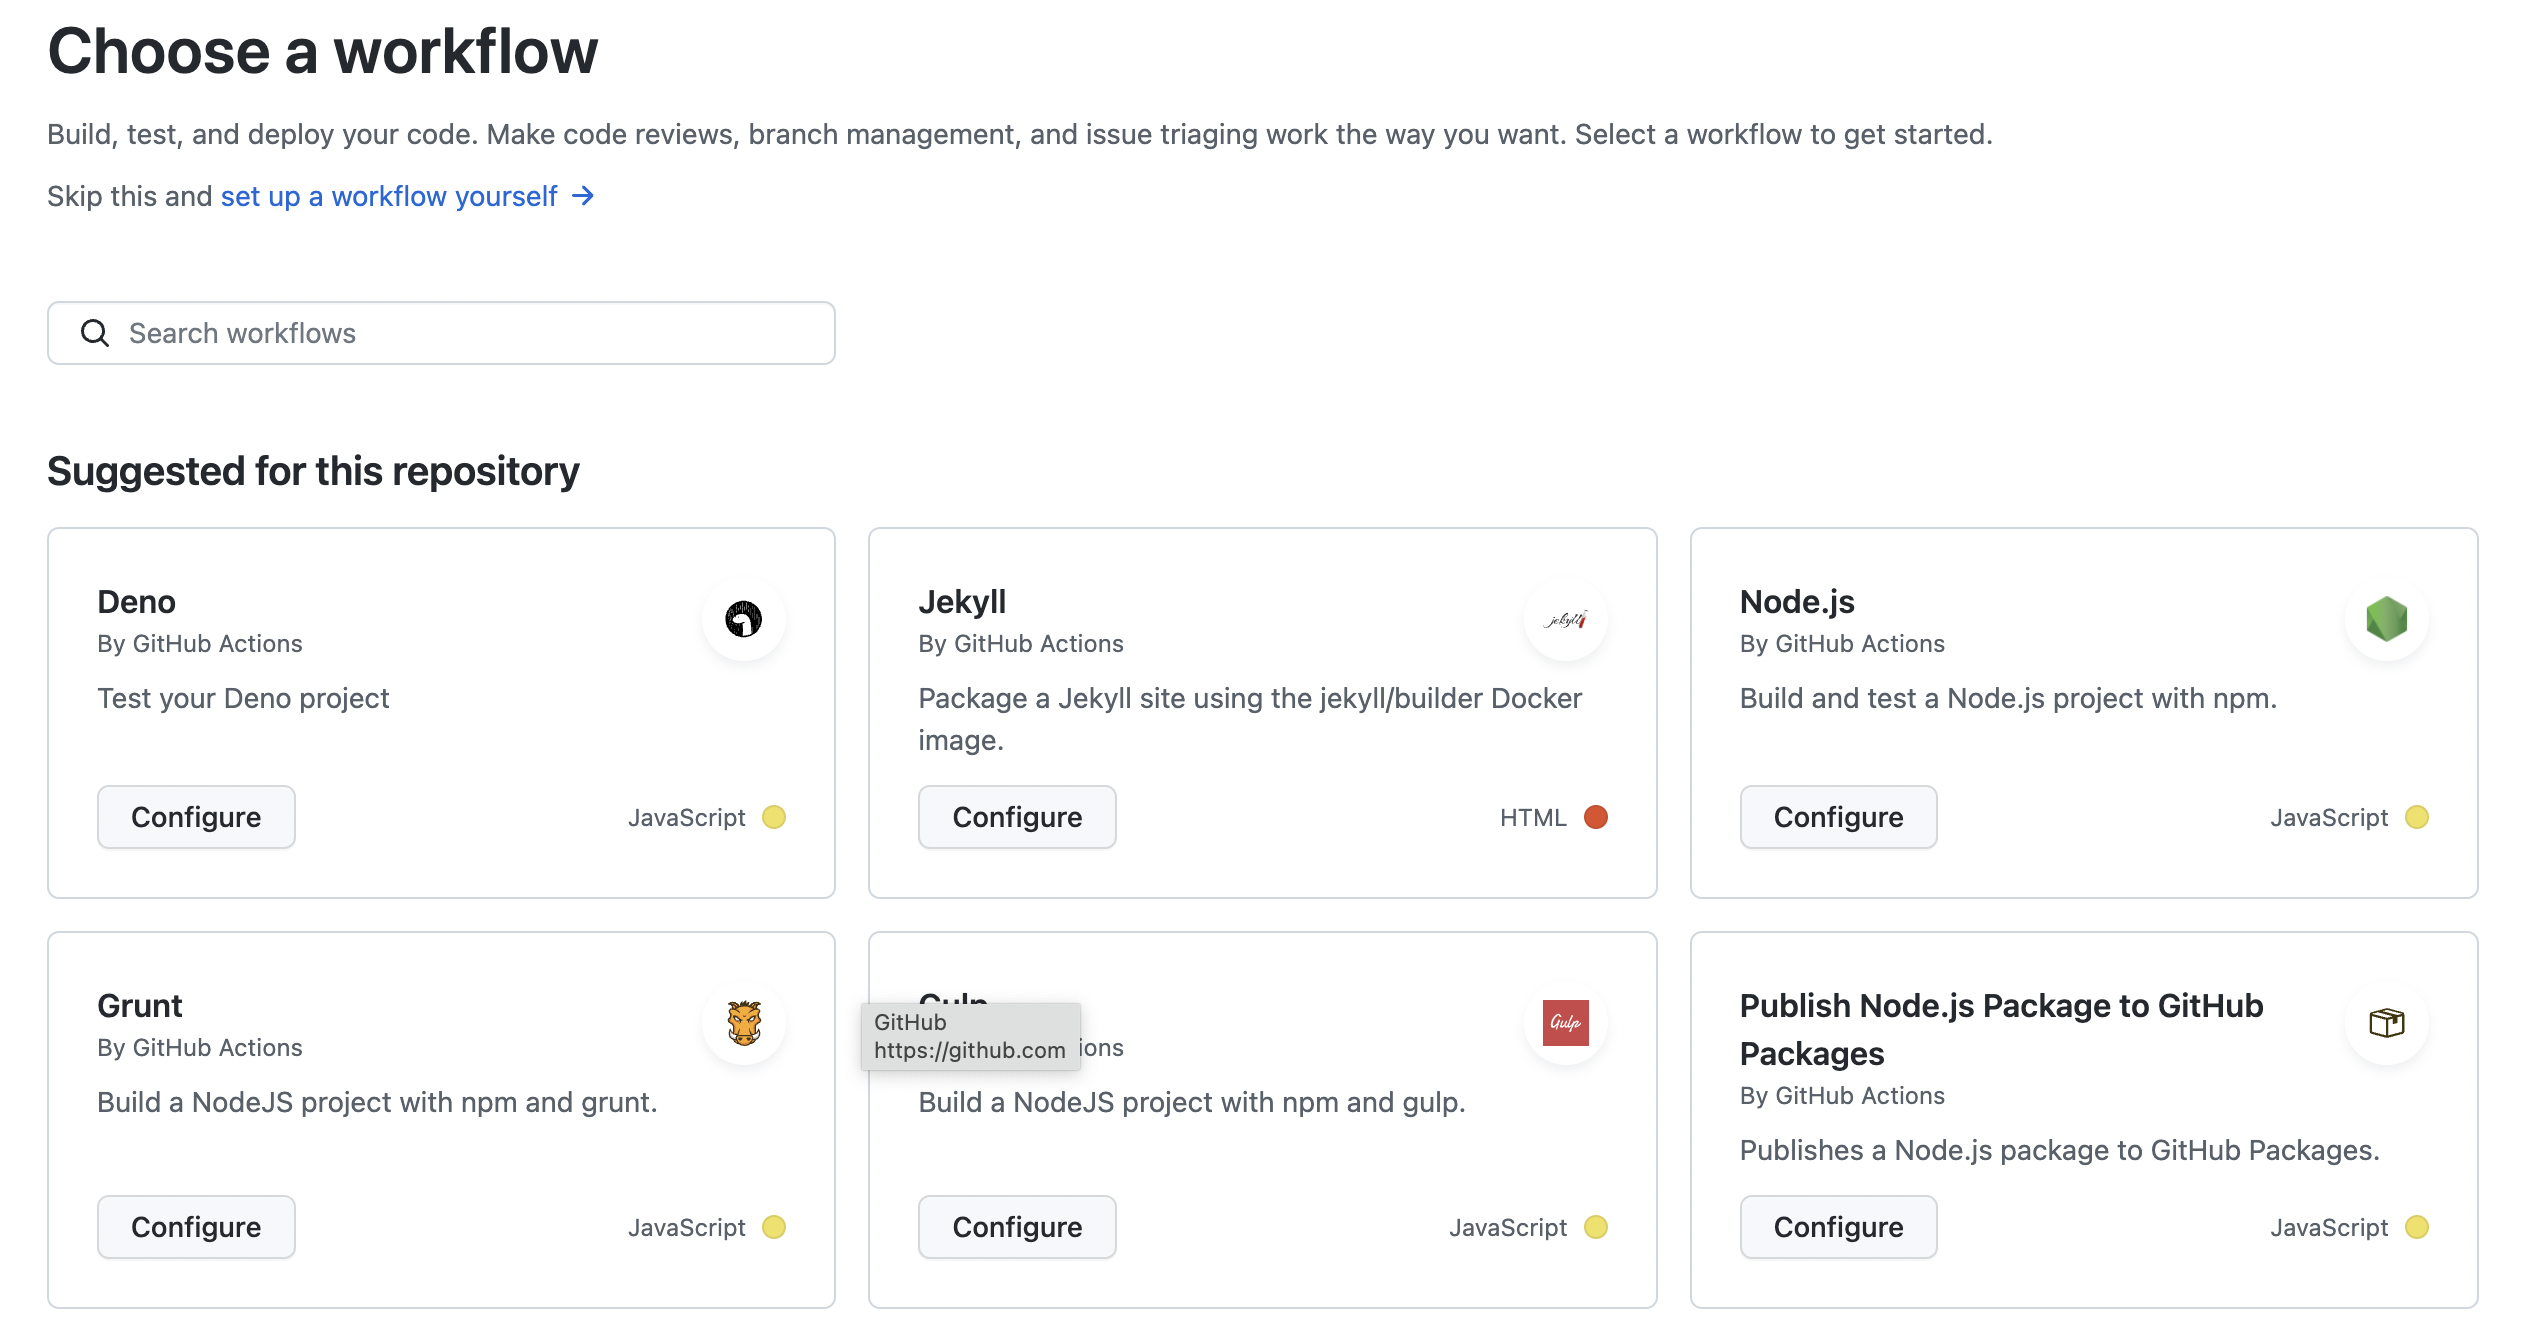 Choose a workflow
Build, test, and deploy your code. Make code reviews, branch management, and issue triaging work the way you want. Select a workflow to get started.
Skip this and set up a workflow yourself →
Search workflows
Suggested for this repository
Deno
By GitHub Actions
Test your Deno project
Configure
JavaScript
Jekyll
By GitHub Actions
jekyll
Package a Jekyll site using the jekyll/builder Docker
image.
Configure
HTML
Node.js
By GitHub Actions
Build and test a Node.js project with npm.
Configure
JavaScript
Grunt
By GitHub Actions
Build a NodeJS project with npm and grunt.
Configure
JavaScript
Gulp
GitHub
https://github.com
ions
Gulp
Build a NodeJS project with npm and gulp.
Configure
JavaScript
Publish Node.js Package to GitHub
Packages
By GitHub Actions
Publishes a Node.js package to GitHub Packages.
Configure
JavaScript